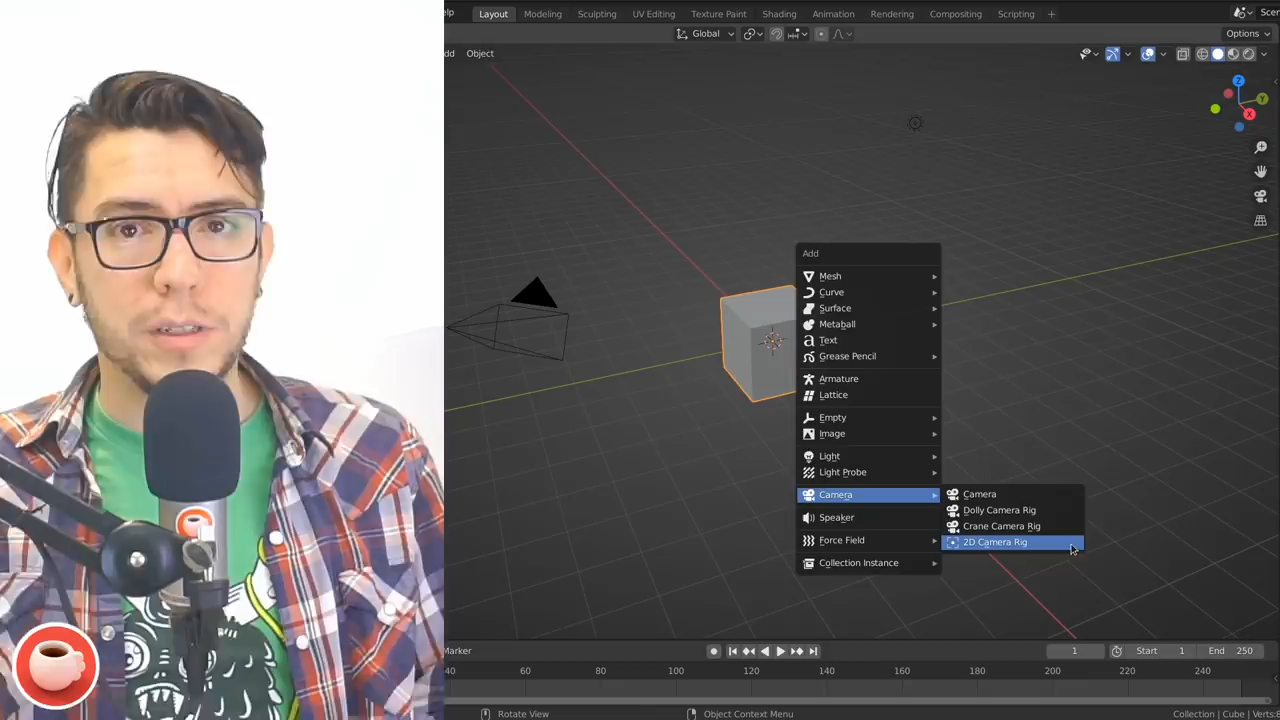 lp Layout Modeling Sculpting UV Editing Texture Paint Shading Animation Rendering Compositing Scripting + Scen
Global Options
dd Object
Z
Y
X
Add
Mesh
Curve
Surface
Metaball
Text
Grease Pencil
Armature
Lattice
Empty
Image
Light
Light Probe
Camera
Speaker
Force Field
Collection Instance
Camera
Dolly Camera Rig
Crane Camera Rig
2D Camera Rig
Marker 1 Start 1 End 250
40 60 80 100 120 140 160 180 200 220 240
Rotate View Object Context Menu Collection | Cube | Verts:8